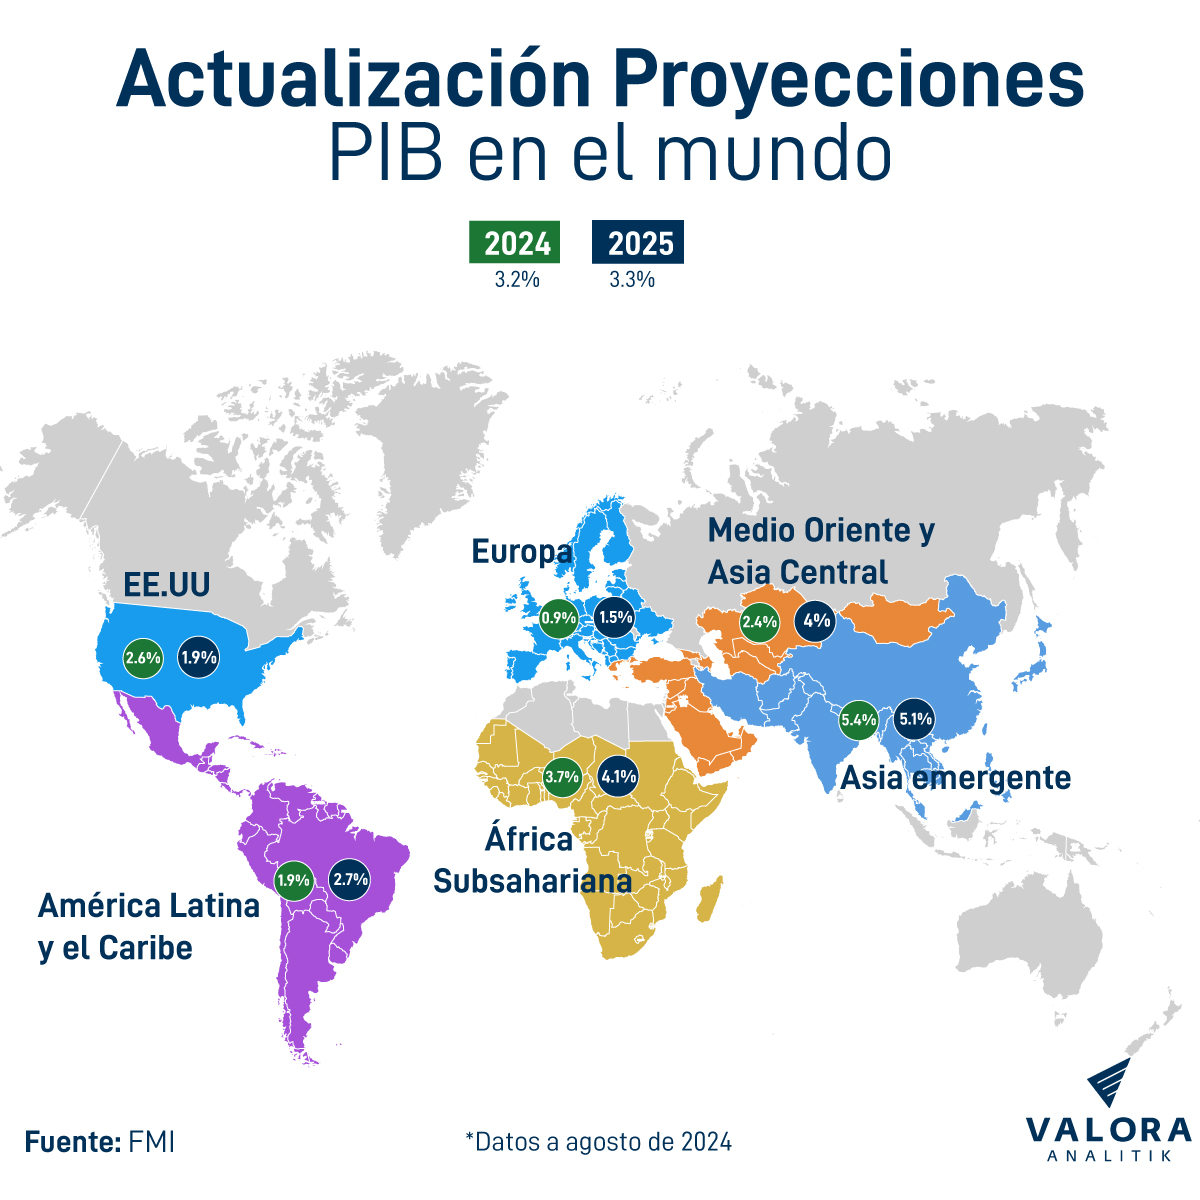 Actualización Proyecciones
PIB en el mundo
2024
3.2%
2025
3.3%
EE.UU
2.6%
1.9%
Europa
0.9%
1.5%
Medio Oriente y
Asia Central
2.4%
4%
5.4%
5.1%
Asia emergente
3.7%
4.1%
África
Subsahariana
1.9%
2.7%
América Latina
y el Caribe
Fuente: FMI
*Datos a agosto de 2024
VALORA
ANALITIK